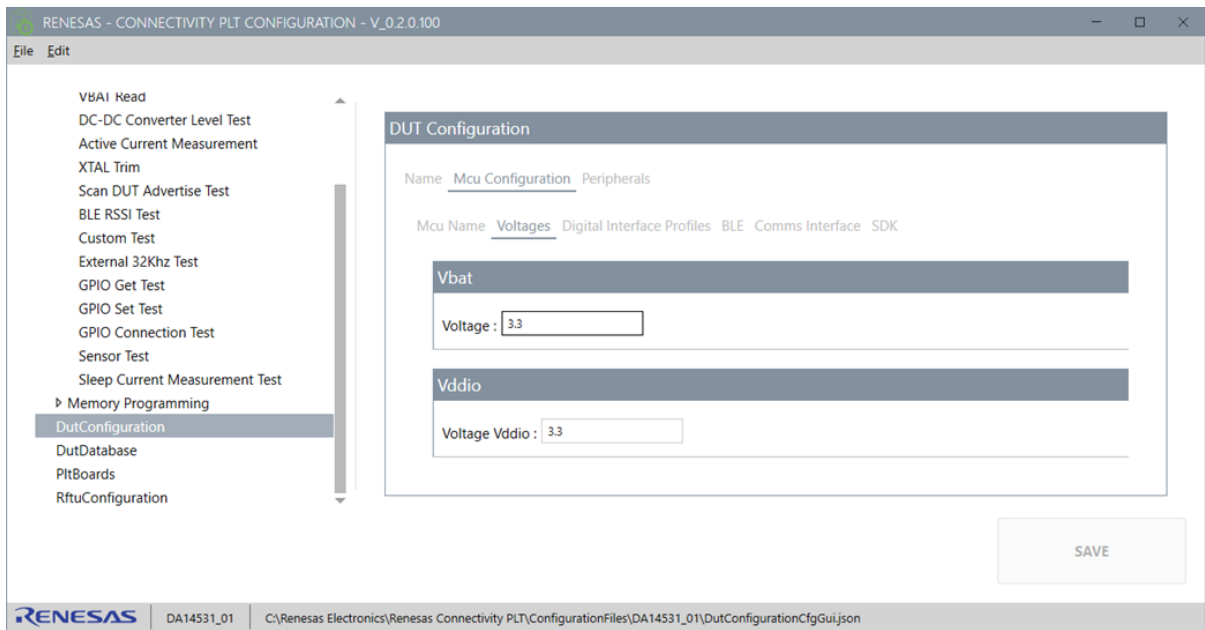 RENESAS - CONNECTIVITY PLT CONFIGURATION - V_0.2.0.100
File Edit
VBAT Read
DC-DC Converter Level Test
Active Current Measurement
XTAL Trim
Scan DUT Advertise Test
BLE RSSI Test
Custom Test
External 32Khz Test
GPIO Get Test
GPIO Set Test
GPIO Connection Test
Sensor Test
Sleep Current Measurement Test
Memory Programming
DutConfiguration
DutDatabase
PltBoards
RftuConfiguration
DUT Configuration
Name Mcu Configuration Peripherals
Mcu Name Voltages Digital Interface Profiles BLE Comms Interface SDK
Vbat
Voltage : 3.3
Vddio
Voltage Vddio : 3.3
SAVE
RENESAS DA14531_01 C:\Renesas Electronics\Renesas Connectivity PLT\ConfigurationFiles\DA14531_01\DutConfigurationCfgGui.json